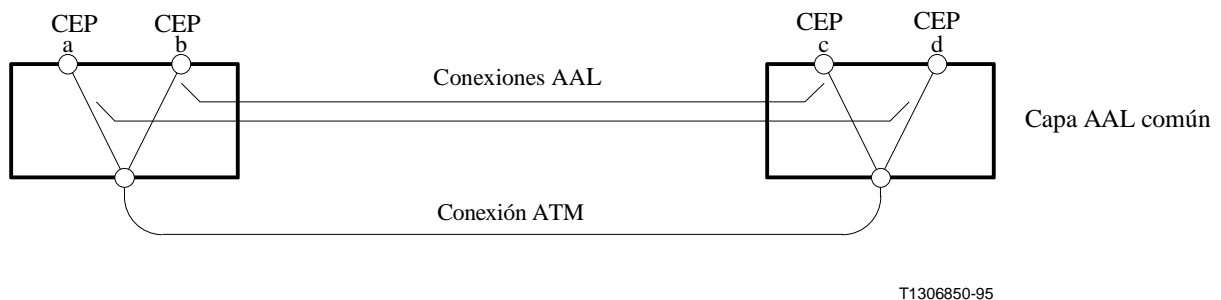 CEP CEP CEP CEP
a b c d
Conexiones AAL
Capa AAL común
Conexión ATM
T1306850-95